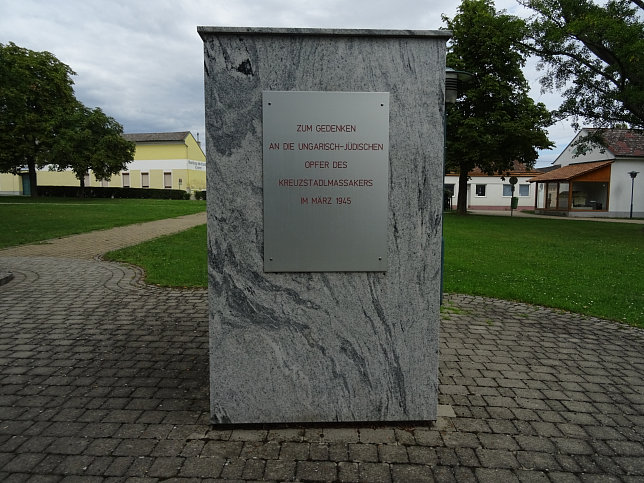 ZUM GEDENKEN
AN DIE UNGARISCH-JÜDISCHEN
OPFER DES
KREUZSTADLMASSAKERS
IM MÄRZ 1945